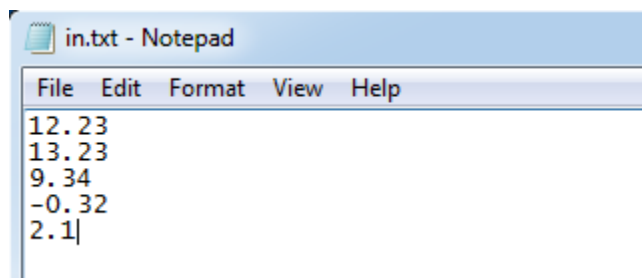 in.txt - Notepad
File Edit Format View Help
12.23
13.23
9.34
-0.32
2.1